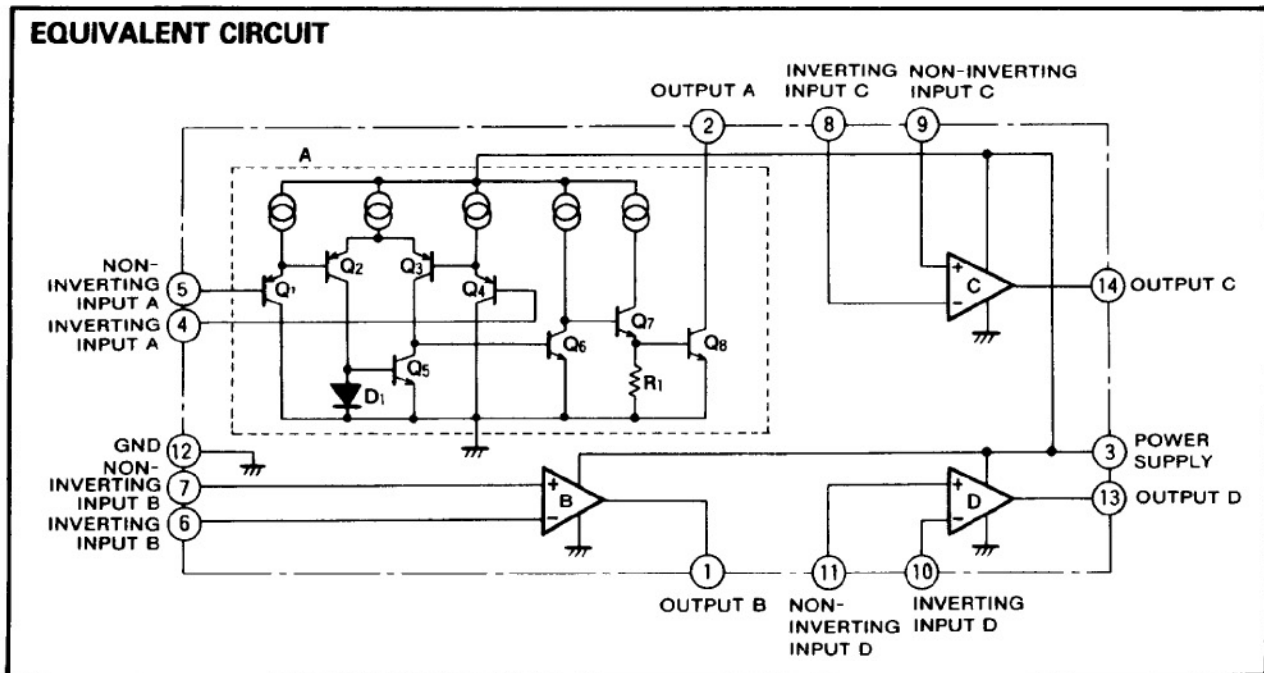 EQUIVALENT CIRCUIT
OUTPUT A
INVERTING
INPUT C
NON-INVERTING
INPUT C
2
8
9
A
NON-
INVERTING
INPUT A
5
INVERTING
INPUT A
4
Q1
Q2
Q3
Q4
Q5
Q6
Q7
Q8
D1
R1
+
-
C
14
OUTPUT C
GND
12
NON-
INVERTING
INPUT B
7
INVERTING
INPUT B
6
+
-
B
+
-
D
3
POWER
SUPPLY
13
OUTPUT D
1
OUTPUT B
11
NON-
INVERTING
INPUT D
10
INVERTING
INPUT D